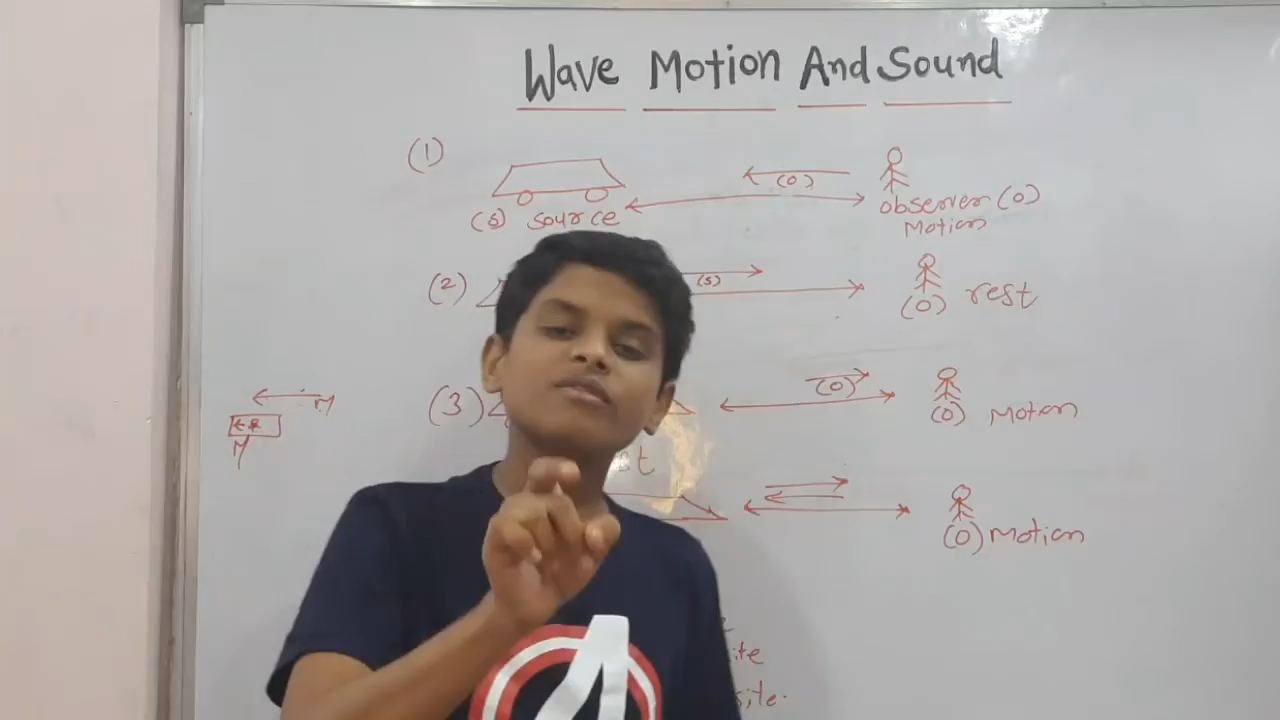 Wave Motion And Sound
(1)
(O)
(s) source
observer (O)
Motion
(2)
(s)
(O) rest
(3)
(O)
(O) Motion
M
M
(O) Motion